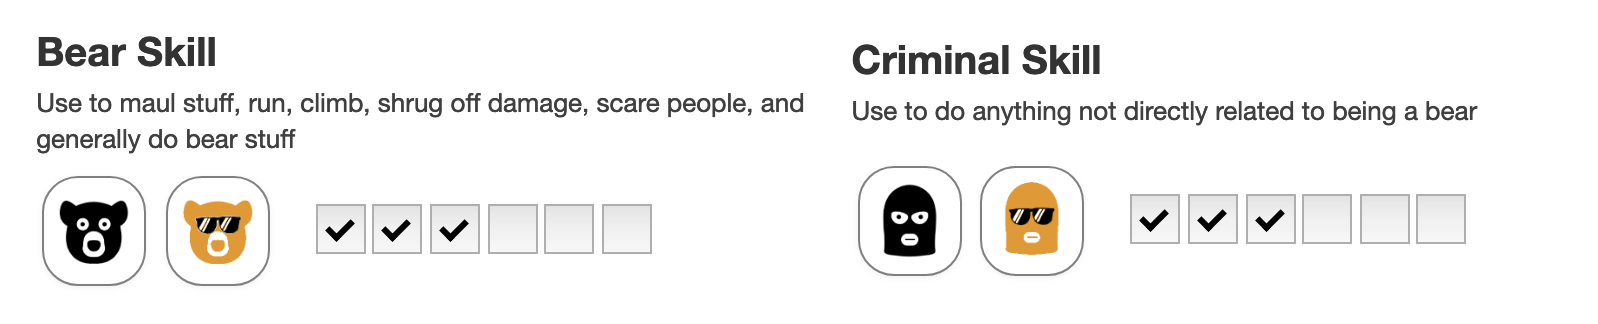 Bear Skill
Use to maul stuff, run, climb, shrug off damage, scare people, and
generally do bear stuff
Criminal Skill
Use to do anything not directly related to being a bear